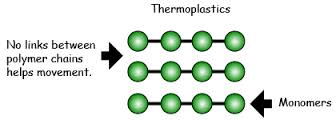 Thermoplastics
No links between
polymer chains
helps movement.
Monomers